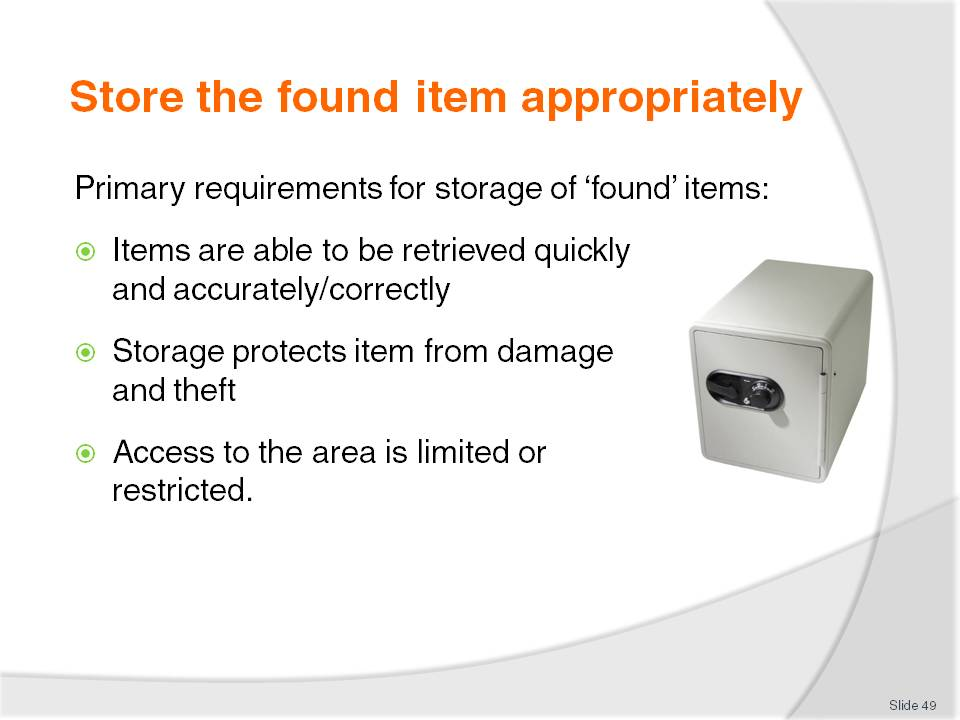 Store the found item appropriately
Primary requirements for storage of ‘found’ items:
Items are able to be retrieved quickly
and accurately/correctly
Storage protects item from damage
and theft
Access to the area is limited or
restricted.
Slide 49